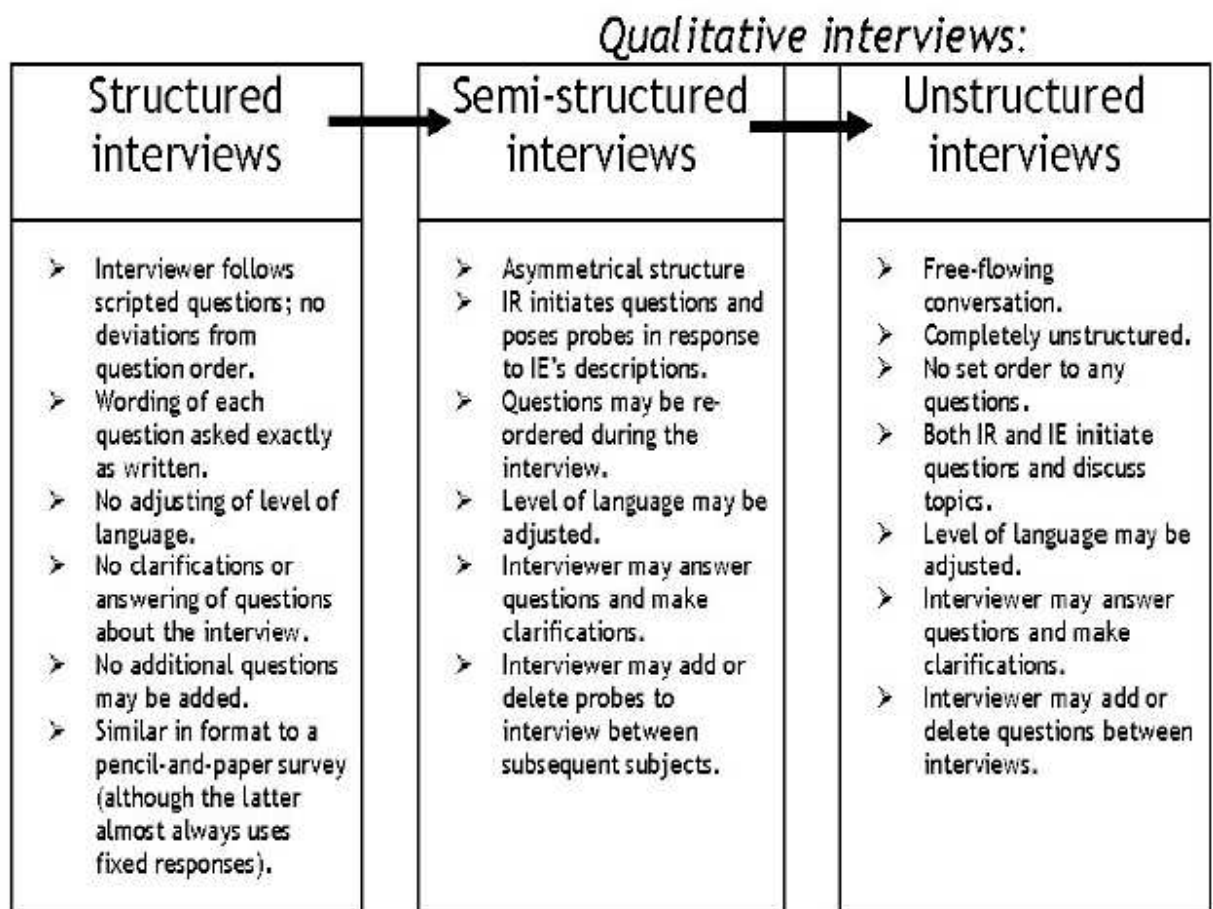 Qualitative interviews:
Structured
interviews
Semi-structured
interviews
Unstructured
interviews
➢ Interviewer follows
scripted questions; no
deviations from
question order.
➢ Wording of each
question asked exactly
as written.
➢ No adjusting of level of
language.
➢ No clarifications or
answering of questions
about the interview.
➢ No additional questions
may be added.
➢ Similar in format to a
pencil-and-paper survey
(although the latter
almost always uses
fixed responses).
➢ Asymmetrical structure
➢ IR initiates questions and
poses probes in response
to IE's descriptions.
➢ Questions may be re-
ordered during the
interview.
➢ Level of language may be
adjusted.
➢ Interviewer may answer
questions and make
clarifications.
➢ Interviewer may add or
delete probes to
interview between
subsequent subjects.
➢ Free-flowing
conversation.
➢ Completely unstructured.
➢ No set order to any
questions.
➢ Both IR and IE initiate
questions and discuss
topics.
➢ Level of language may be
adjusted.
➢ Interviewer may answer
questions and make
clarifications.
➢ Interviewer may add or
delete questions between
interviews.